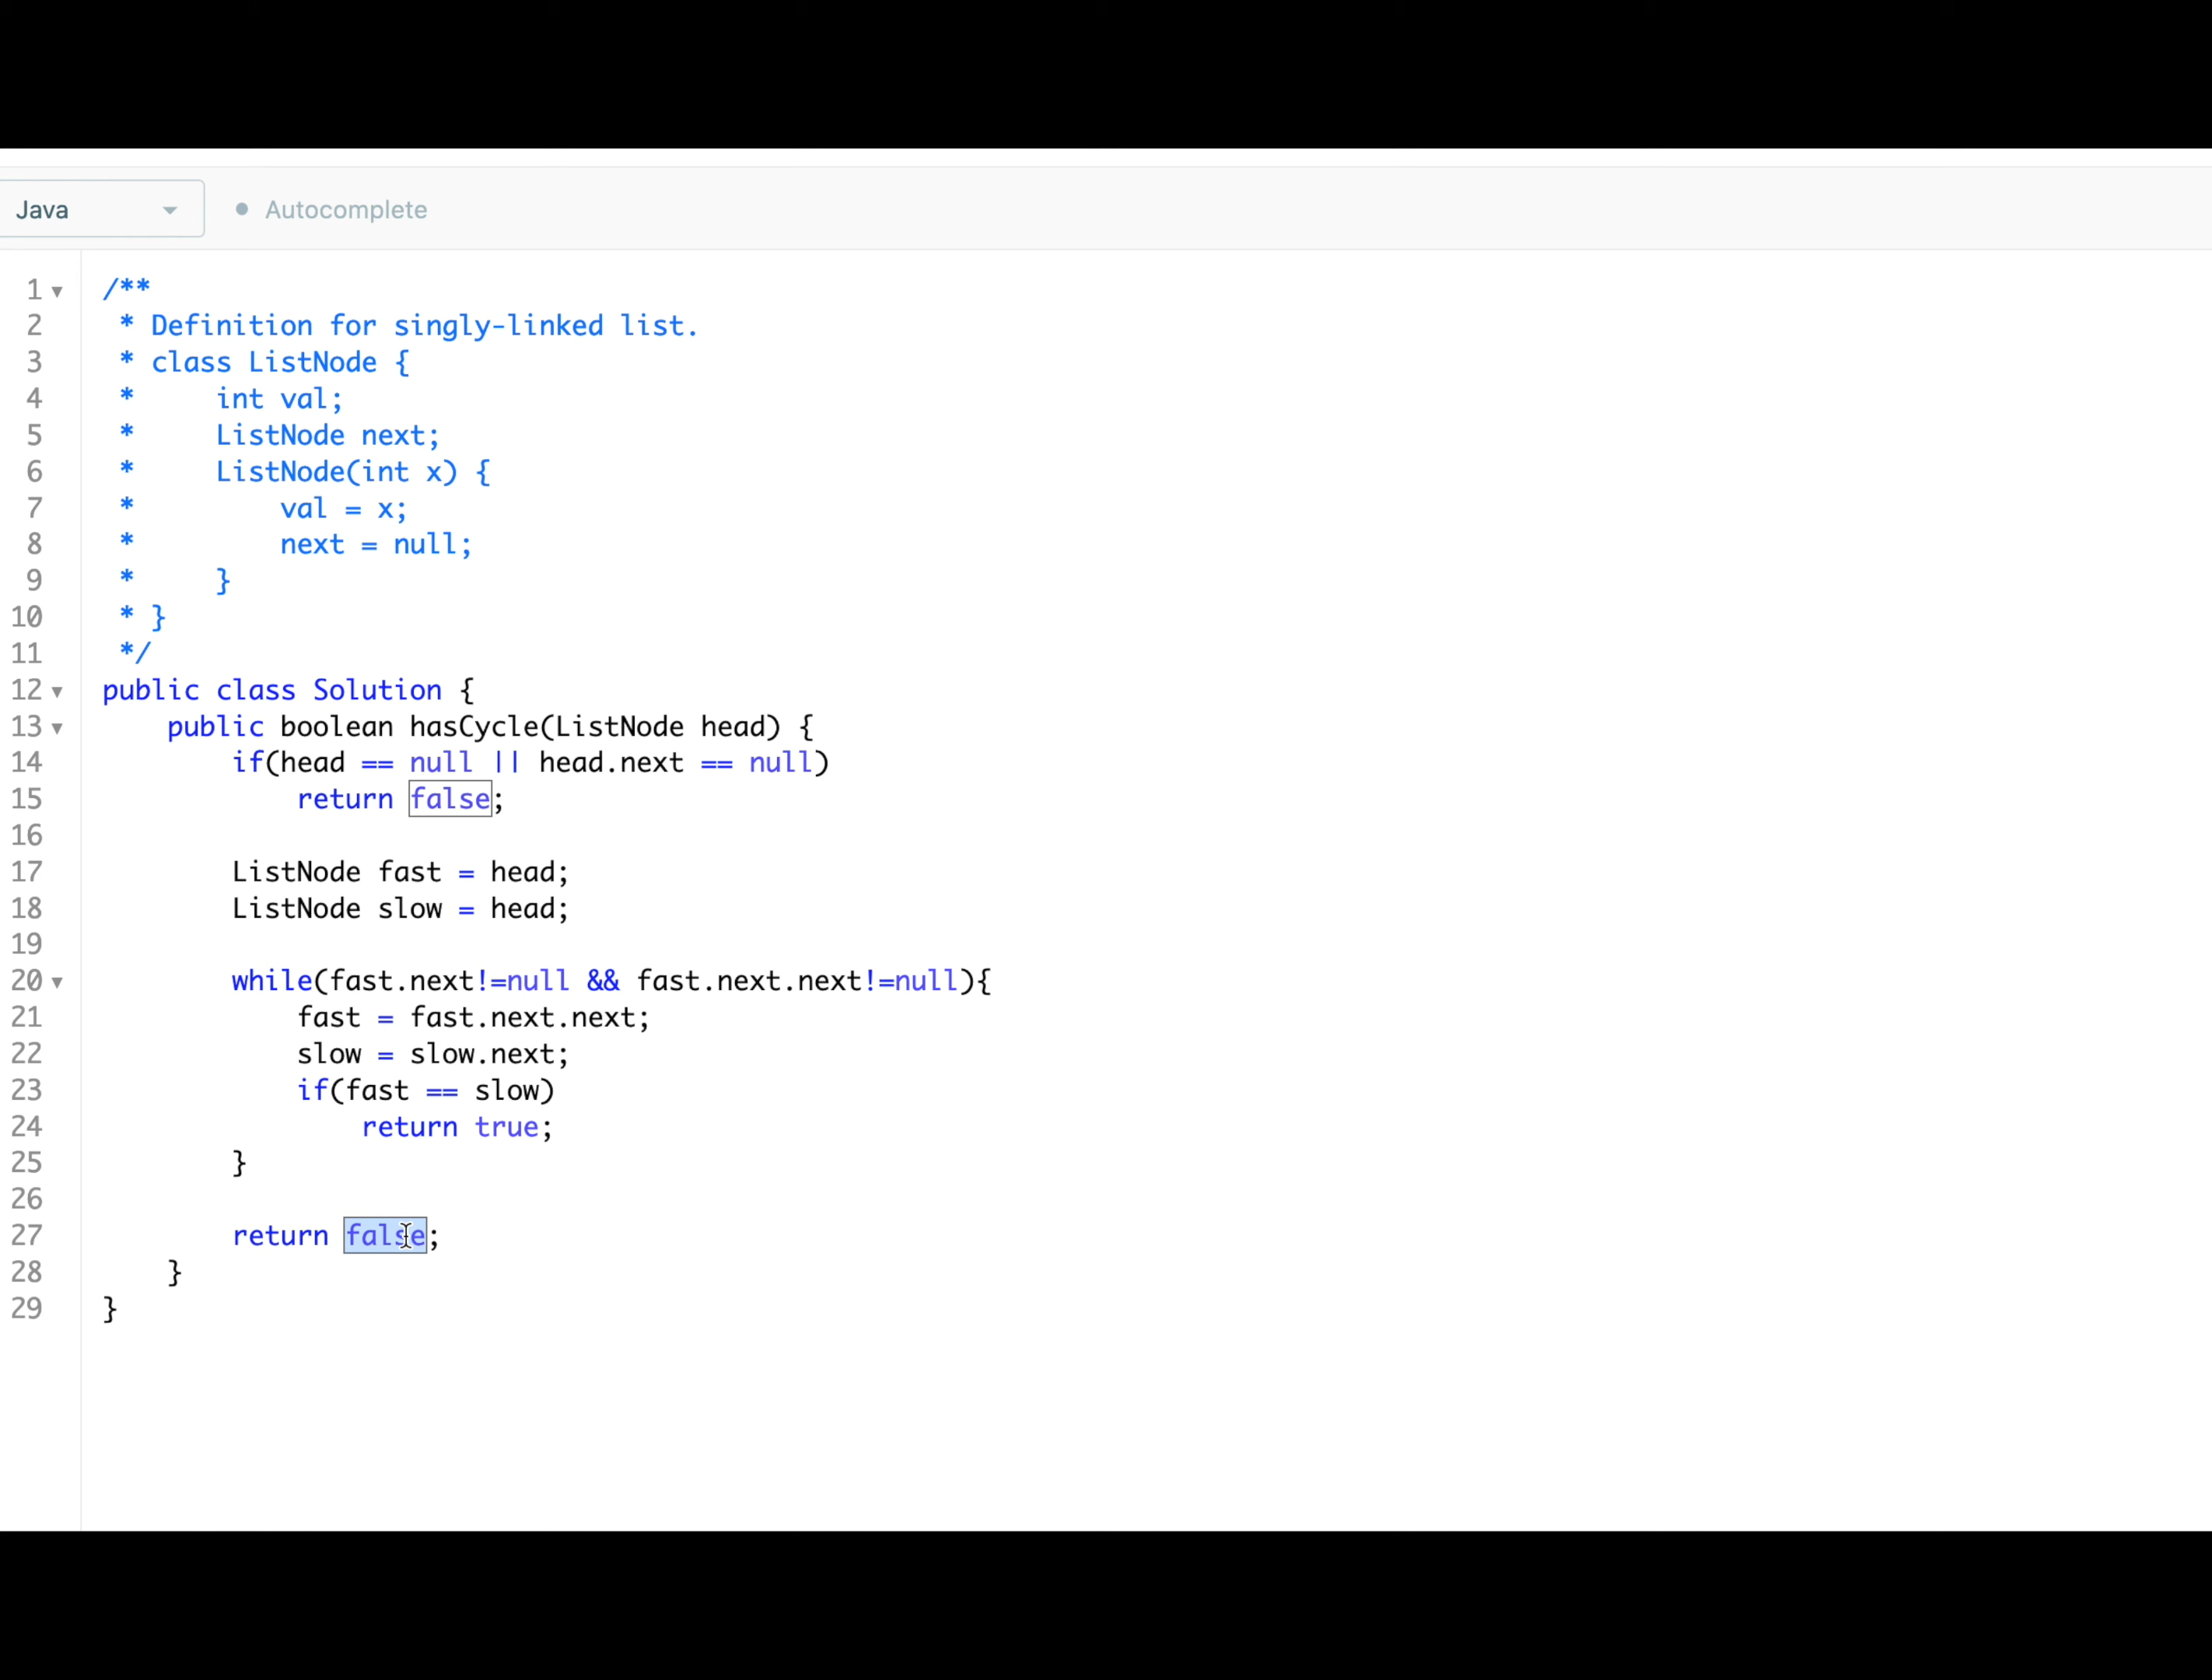 Java
Autocomplete
1 /**
2  * Definition for singly-linked list.
3  * class ListNode {
4  *     int val;
5  *     ListNode next;
6  *     ListNode(int x) {
7  *         val = x;
8  *         next = null;
9  *     }
10  * }
11  */
12 public class Solution {
13     public boolean hasCycle(ListNode head) {
14         if(head == null || head.next == null)
15             return false;
16
17         ListNode fast = head;
18         ListNode slow = head;
19
20         while(fast.next!=null && fast.next.next!=null){
21             fast = fast.next.next;
22             slow = slow.next;
23             if(fast == slow)
24                 return true;
25         }
26
27         return false;
28     }
29 }